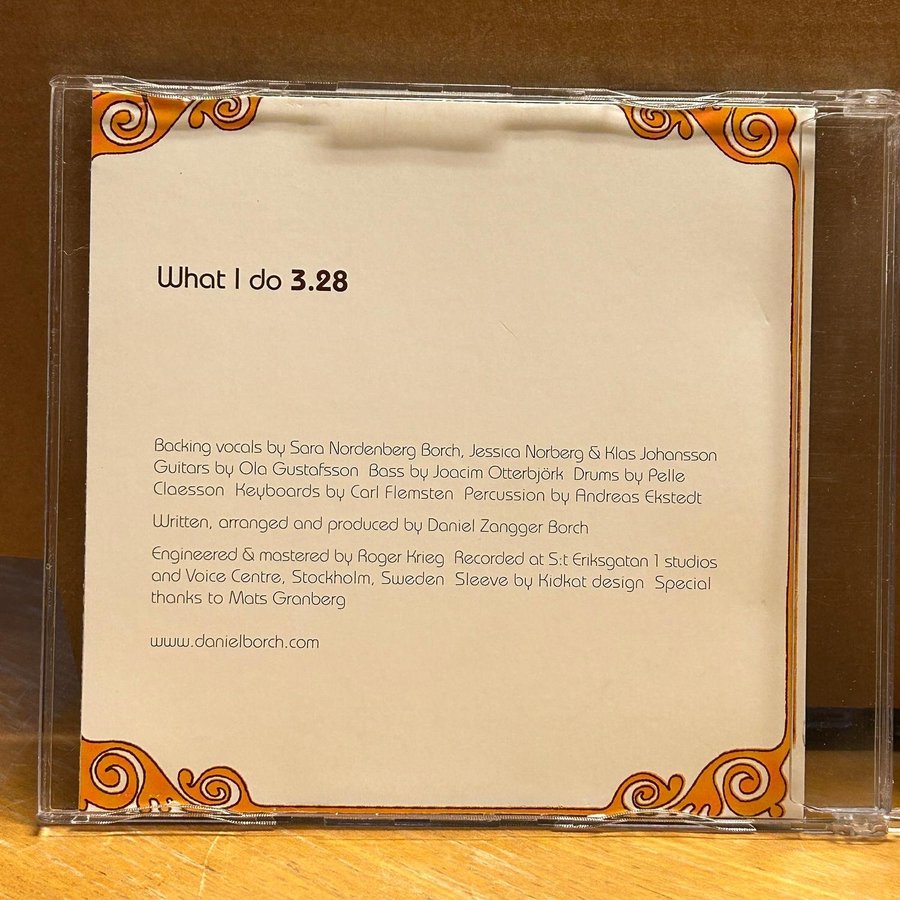 What I do 3.28
Backing vocals by Sara Nordenberg Borch, Jessica Norberg & Klas Johansson
Guitars by Ola Gustafsson  Bass by Joacim Otterbjörk  Drums by Pelle
Claesson  Keyboards by Carl Flemsten  Percussion by Andreas Ekstedt
Written, arranged and produced by Daniel Zangger Borch
Engineered & mastered by Roger Krieg  Recorded at S:t Eriksgatan 1 studios
and Voice Centre, Stockholm, Sweden  Sleeve by Kidkat design  Special
thanks to Mats Granberg
www.danielborch.com